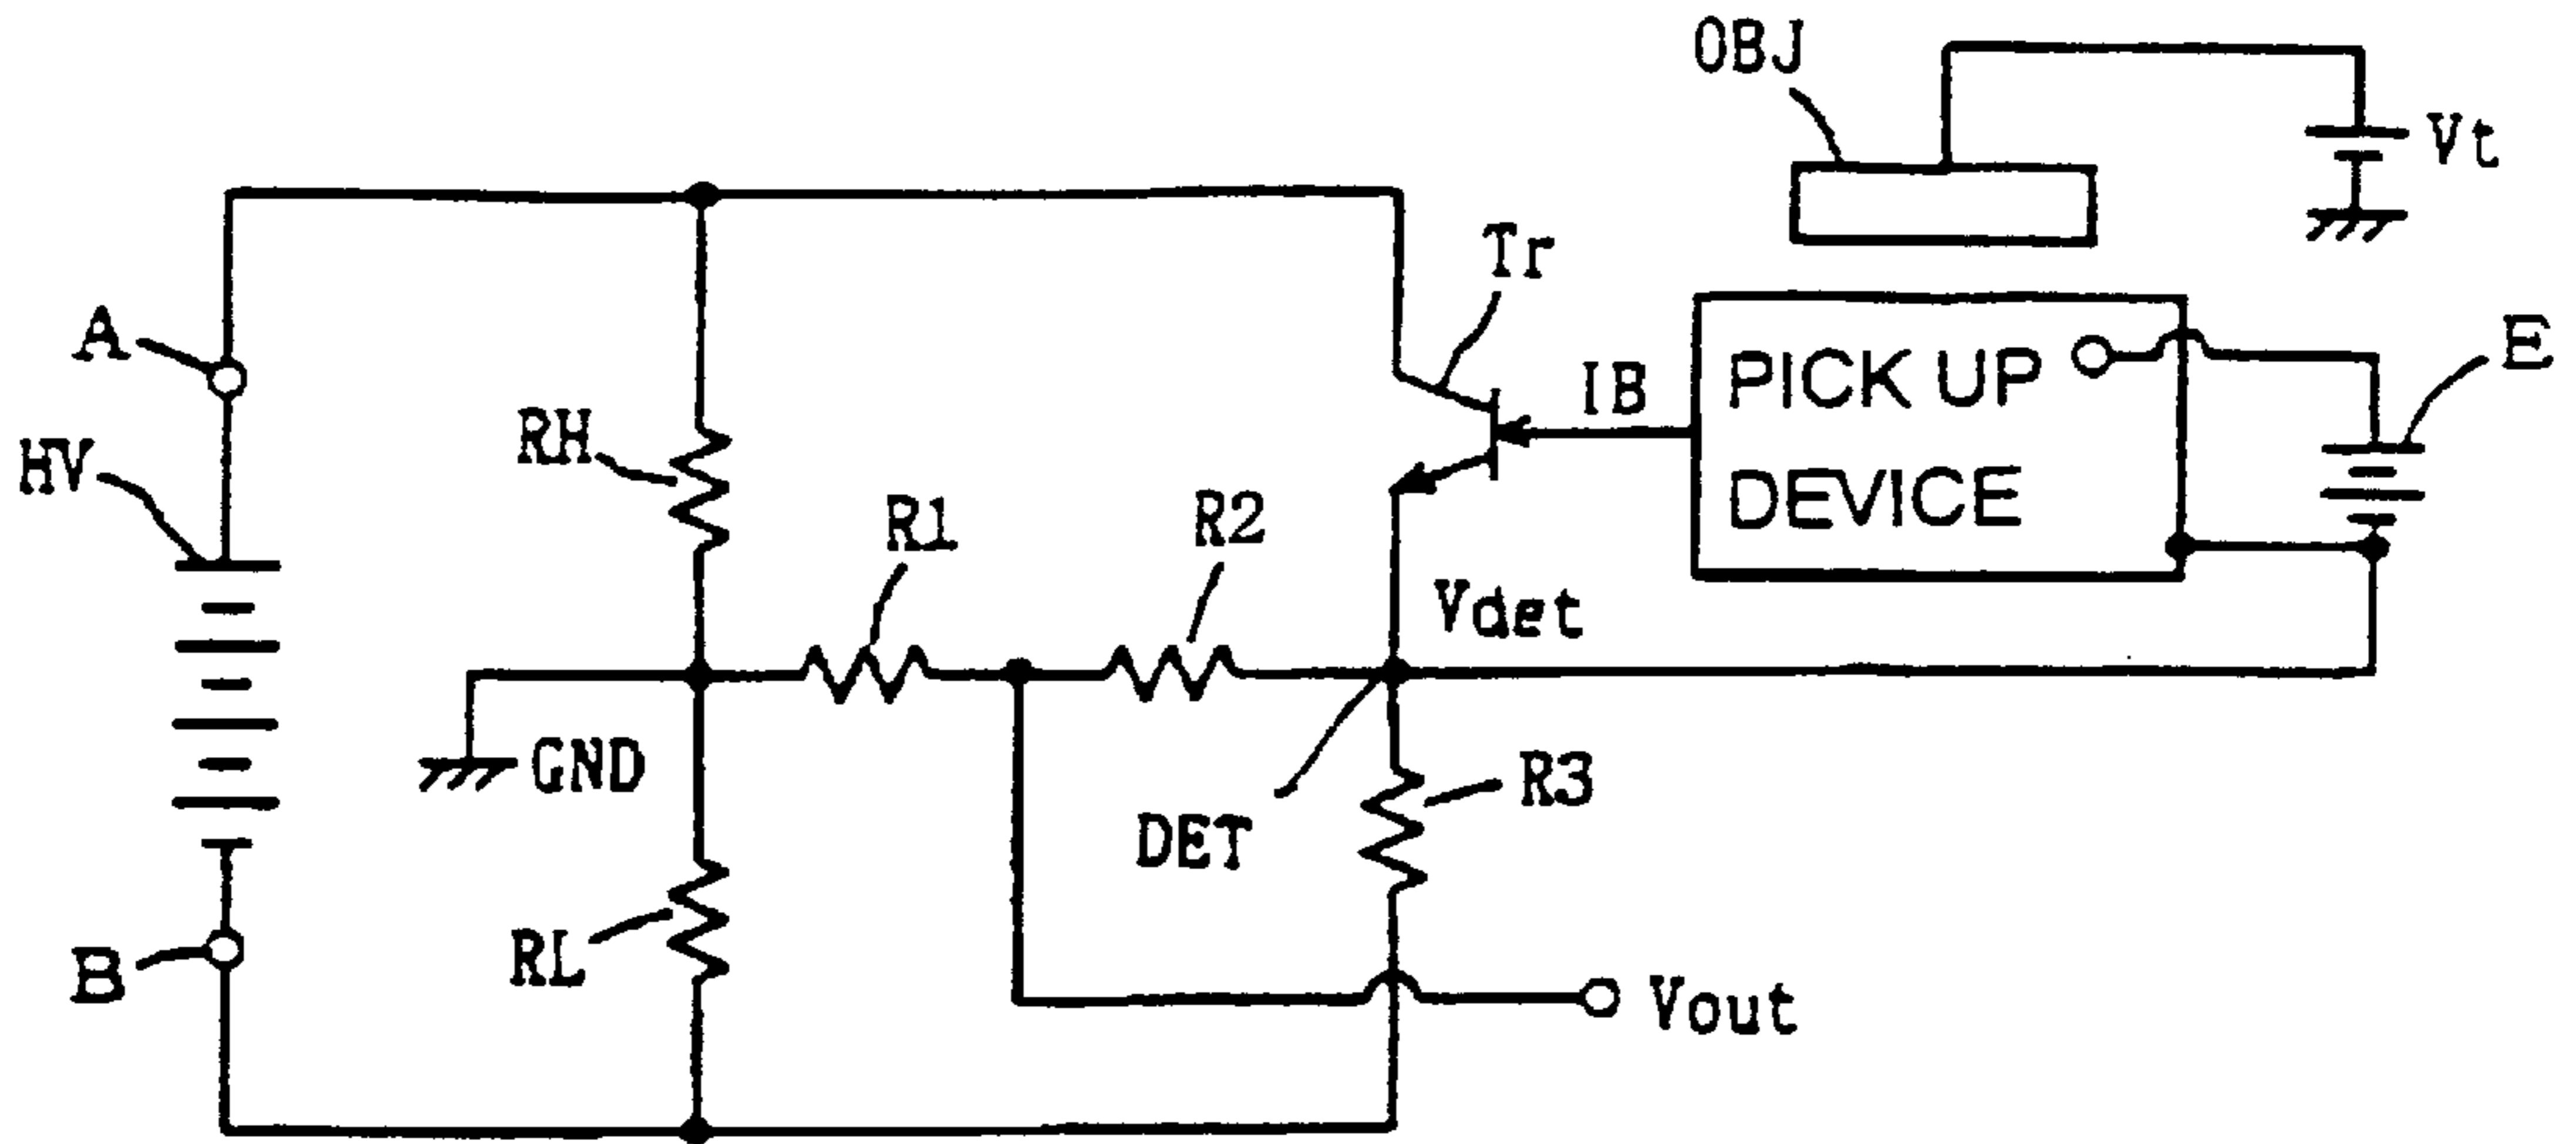 OBJ
Vt
Tr
A
E
IB
PICK UP
DEVICE
RH
HV
R1
R2
Vdet
GND
R3
DET
RL
B
Vout